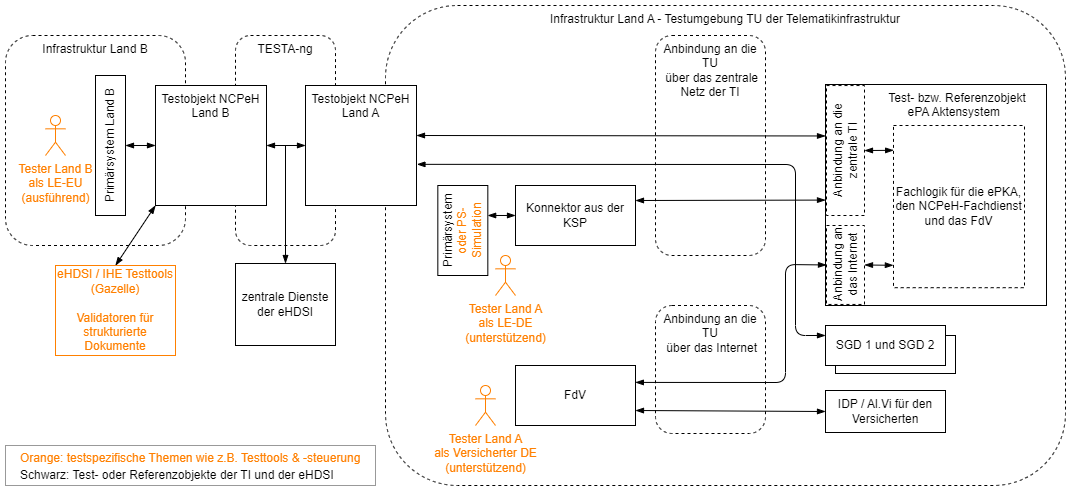 Infrastruktur Land A - Testumgebung TU der Telematikinfrastruktur
Infrastruktur Land B
TESTA-ng
Anbindung an die
TU
über das zentrale
Netz der TI
Primärsystem Land B
Testobjekt NCPeH
Land B
Testobjekt NCPeH
Land A
Test- bzw. Referenzobjekt
ePA Aktensystem
Anbindung an die
zentrale TI
Tester Land B
als LE-EU
(ausführend)
Primärsystem
oder PS-
Simulation
Konnektor aus der
KSP
Fachlogik für die ePKA,
den NCPeH-Fachdienst
und das FdV
Anbindung an
das Internet
eHDSI / IHE Testtools
(Gazelle)
Validatoren für
strukturierte
Dokumente
zentrale Dienste
der eHDSI
Tester Land A
als LE-DE
(unterstützend)
Anbindung an die
TU
über das Internet
SGD 1 und SGD 2
FdV
IDP / Al.Vi für den
Versicherten
Tester Land A
als Versicherter DE
(unterstützend)
Orange: testspezifische Themen wie z.B. Testtools & -steuerung
Schwarz: Test- oder Referenzobjekte der TI und der eHDSI